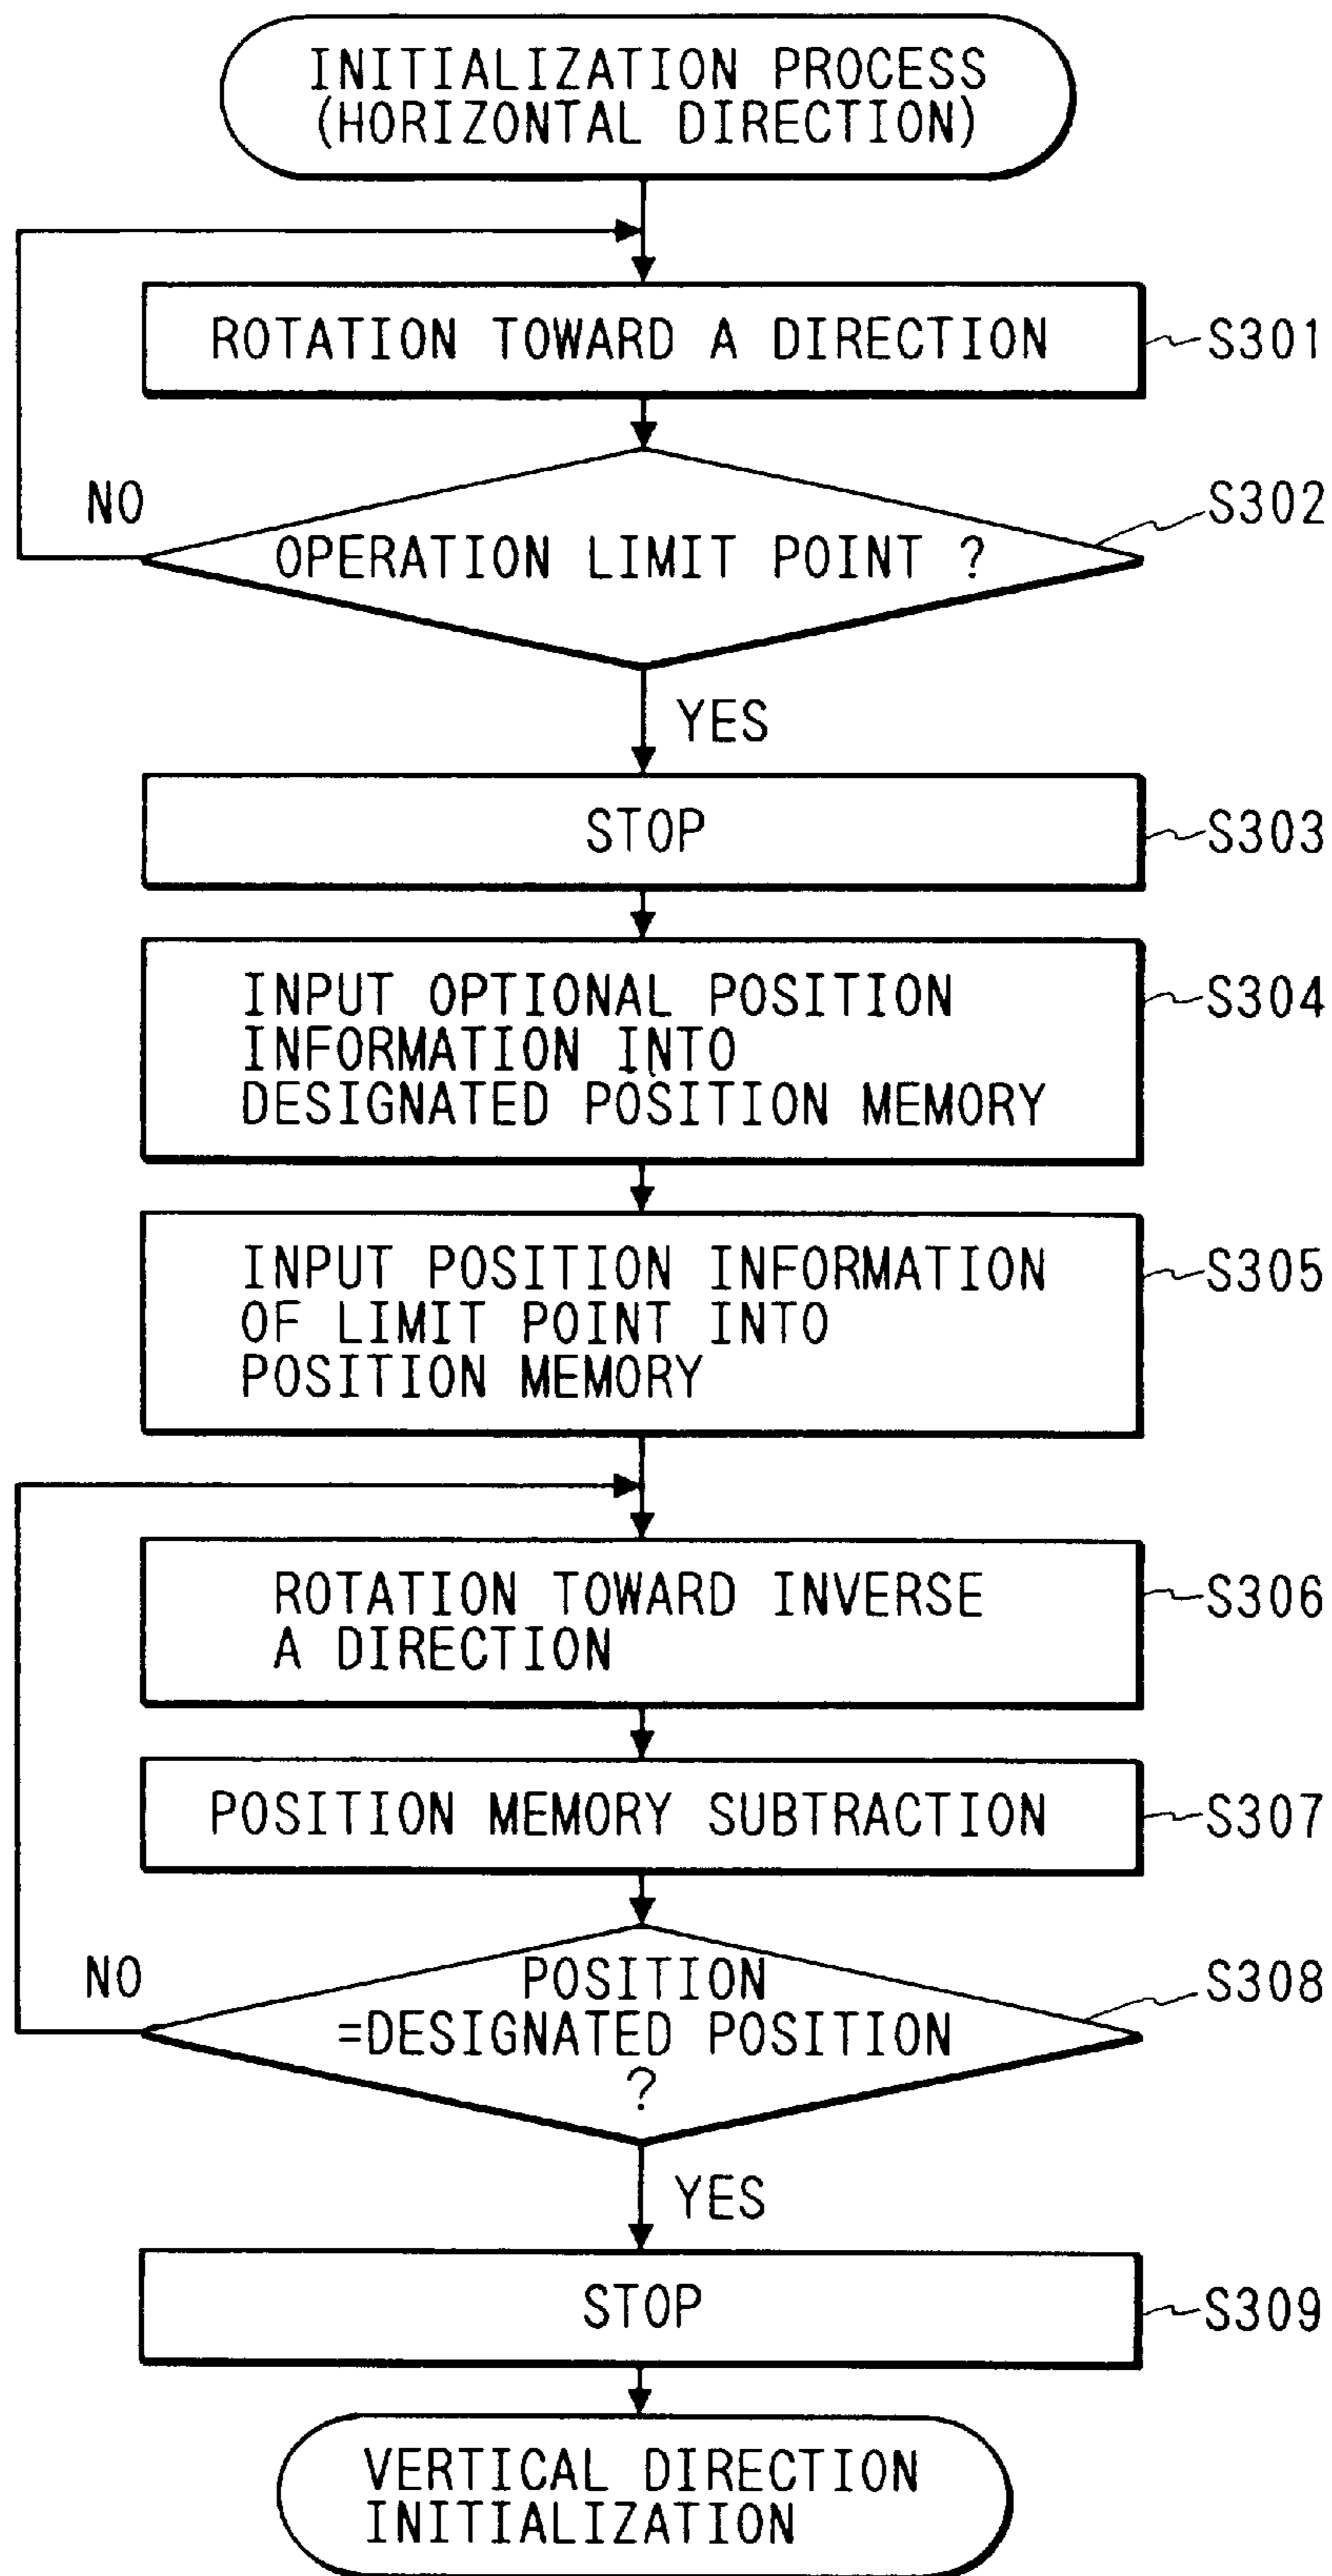 INITIALIZATION PROCESS
(HORIZONTAL DIRECTION)
ROTATION TOWARD A DIRECTION
S301
NO
OPERATION LIMIT POINT ?
S302
YES
STOP
S303
INPUT OPTIONAL POSITION
INFORMATION INTO
DESIGNATED POSITION MEMORY
S304
INPUT POSITION INFORMATION
OF LIMIT POINT INTO
POSITION MEMORY
S305
ROTATION TOWARD INVERSE
A DIRECTION
S306
POSITION MEMORY SUBTRACTION
S307
NO
POSITION
=DESIGNATED POSITION
?
S308
YES
STOP
S309
VERTICAL DIRECTION
INITIALIZATION